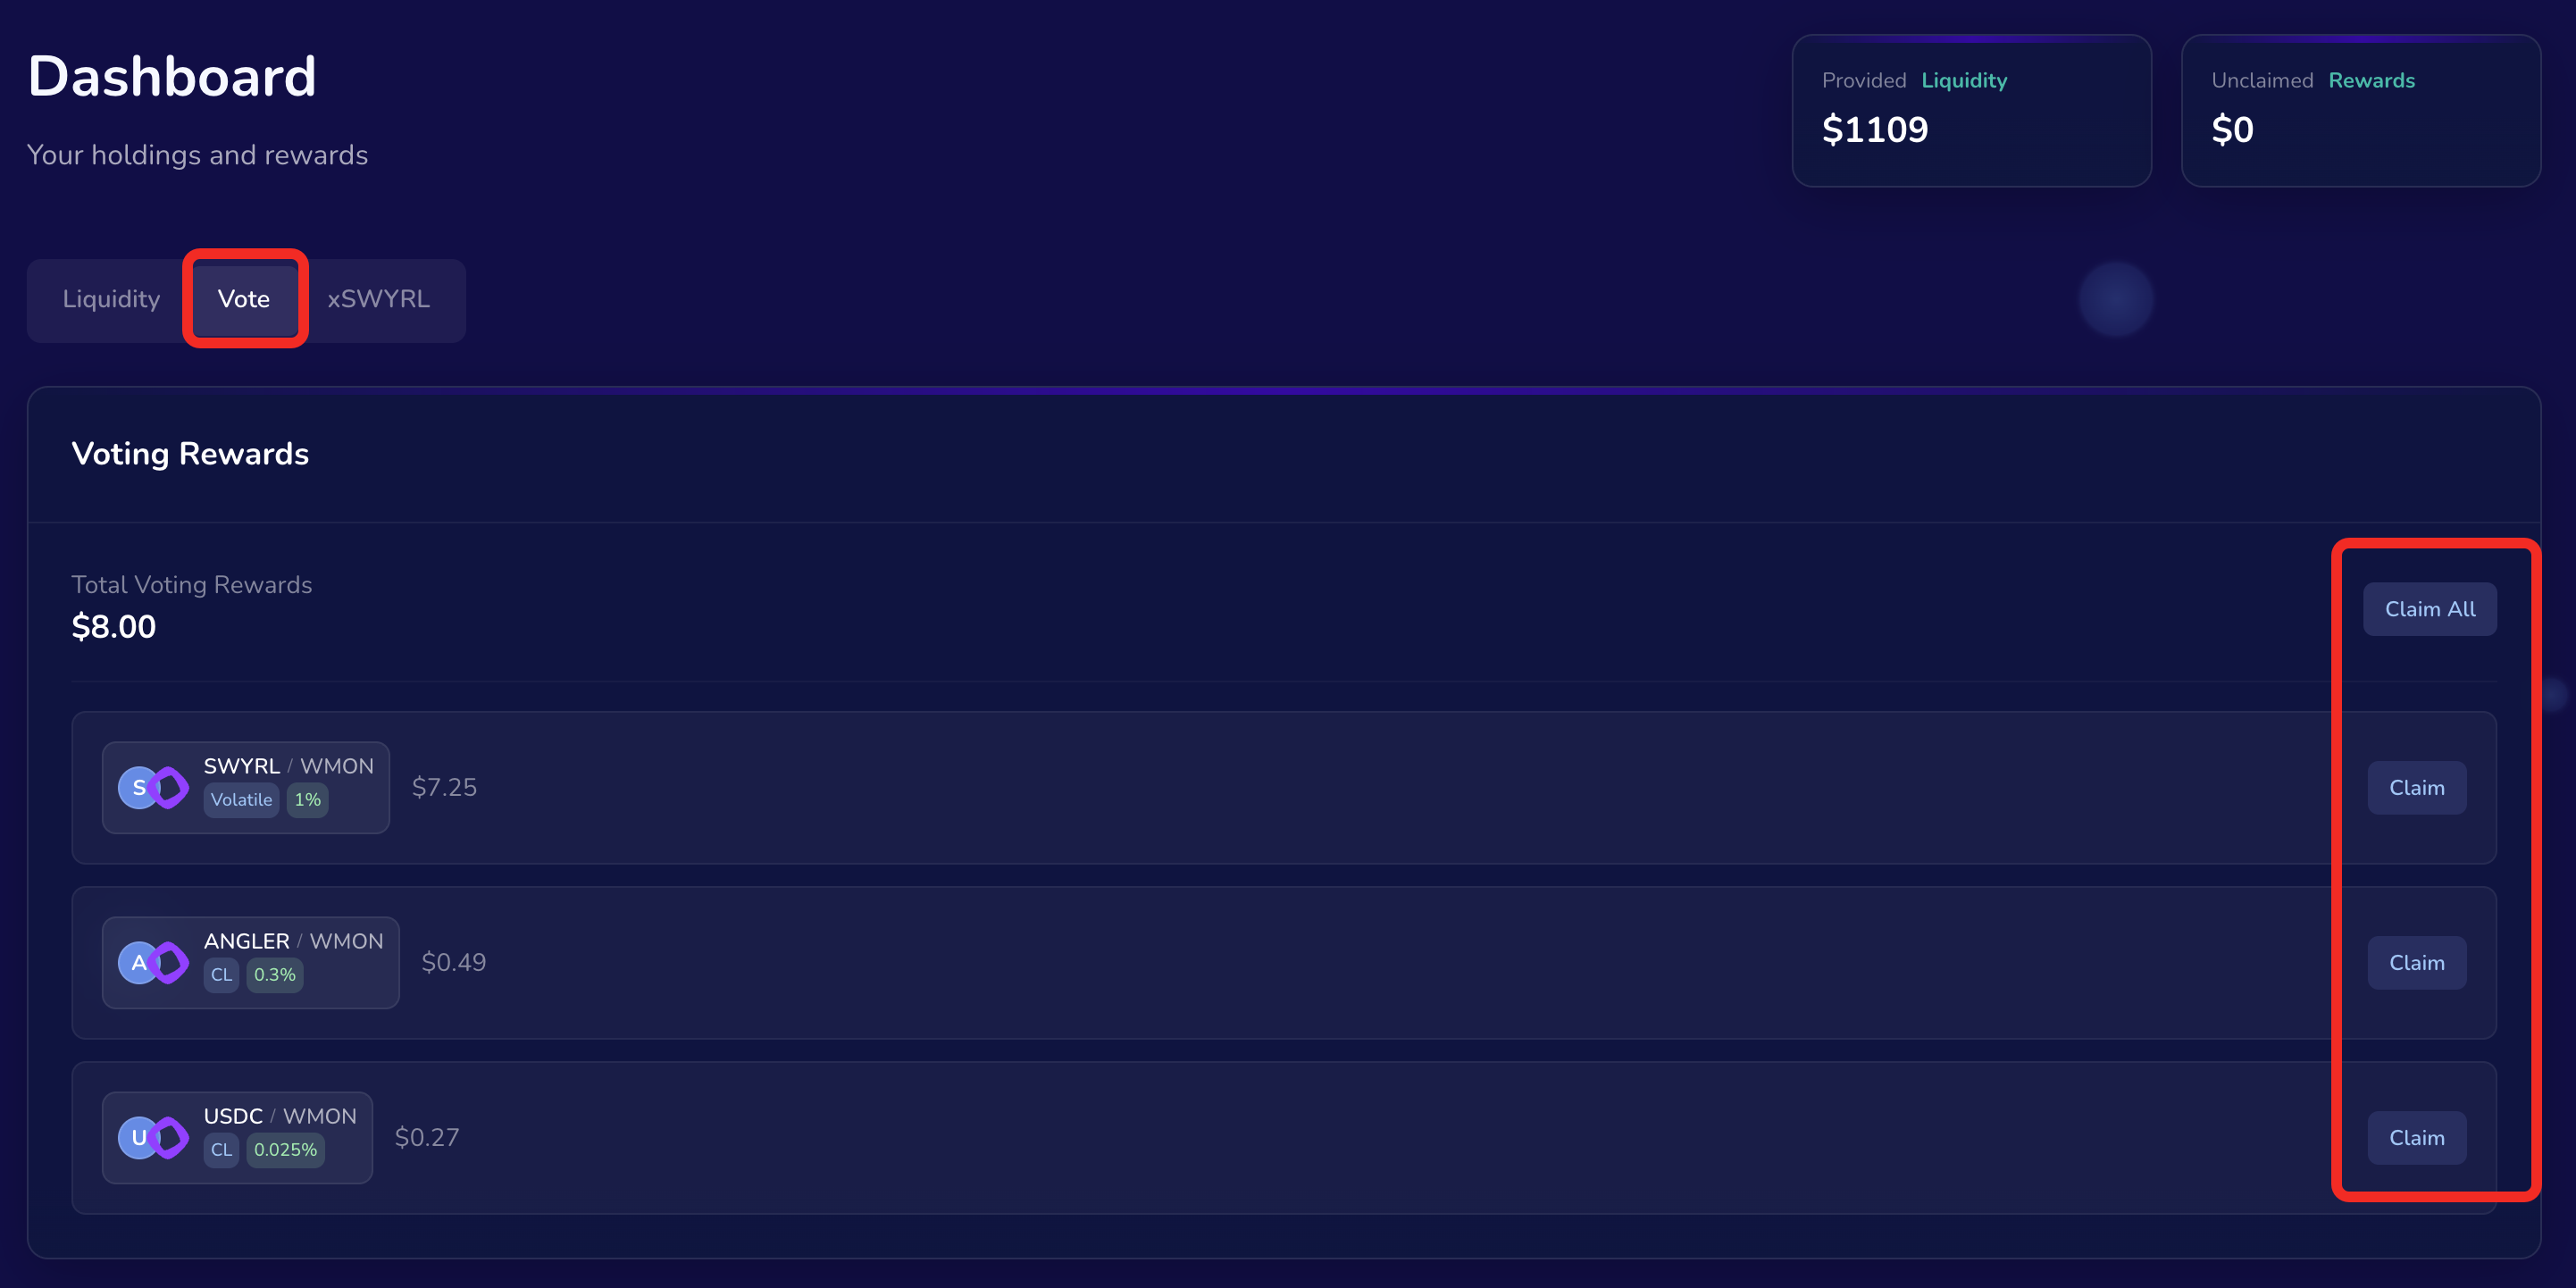 Dashboard
Your holdings and rewards
Provided Liquidity
$1109
Unclaimed Rewards
$0
Liquidity Vote xSWYRL
Voting Rewards
Total Voting Rewards
$8.00
Claim All
S
SWYRL / WMON
Volatile 1%
$7.25
Claim
A
ANGLER / WMON
CL 0.3%
$0.49
Claim
U
USDC / WMON
CL 0.025%
$0.27
Claim